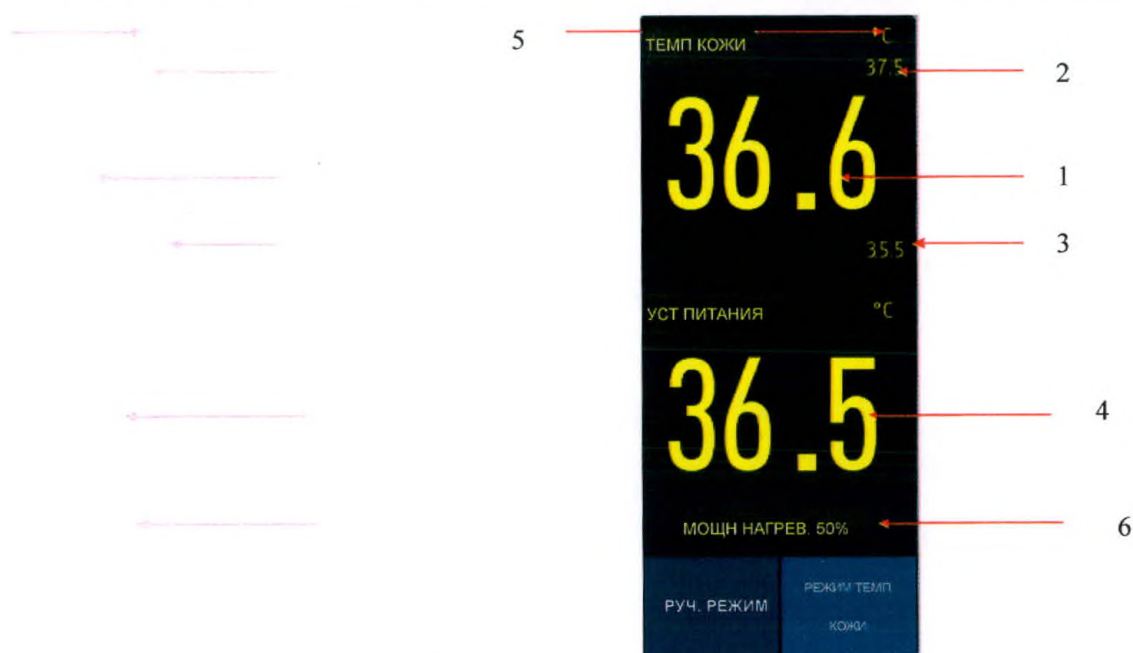 5 ТЕМП КОЖИ °C
37.5 2
36.6 1
35.5 3
УСТ ПИТАНИЯ °C
36.5 4
МОЩН НАГРЕВ. 50% 6
РУЧ. РЕЖИМ
РЕЖИМ ТЕМП
КОЖИ